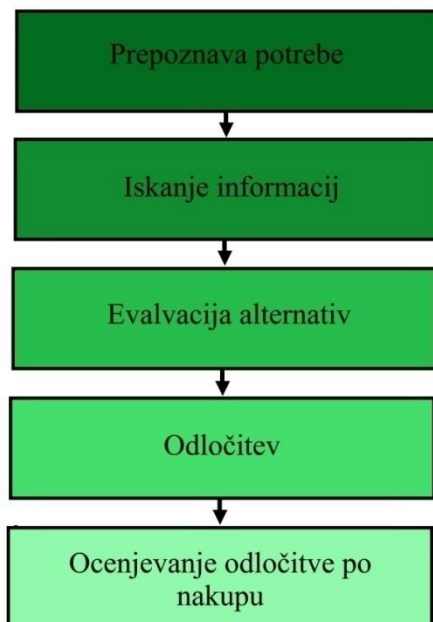 Prepoznava potrebe
Iskanje informacij
Evalvacija alternativ
Odločitev
Ocenjevanje odločitve po
nakupu